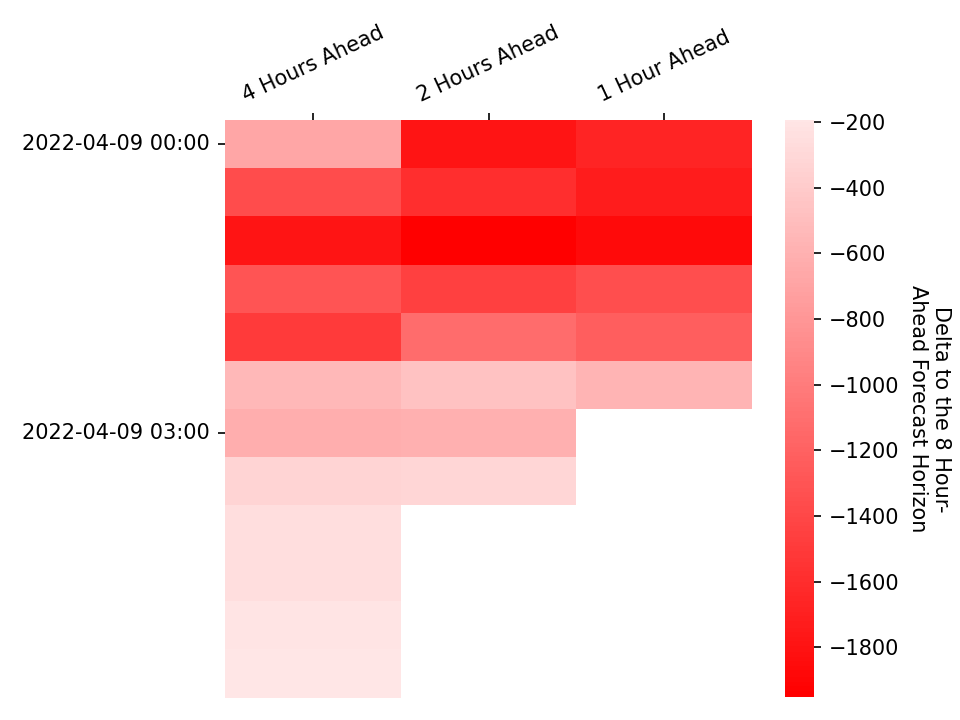 4 Hours Ahead
2 Hours Ahead
1 Hour Ahead
2022-04-09 00:00
2022-04-09 03:00
−200
−400
−600
−800
−1000
−1200
−1400
−1600
−1800
Delta to the 8 Hour-
Ahead Forecast Horizon